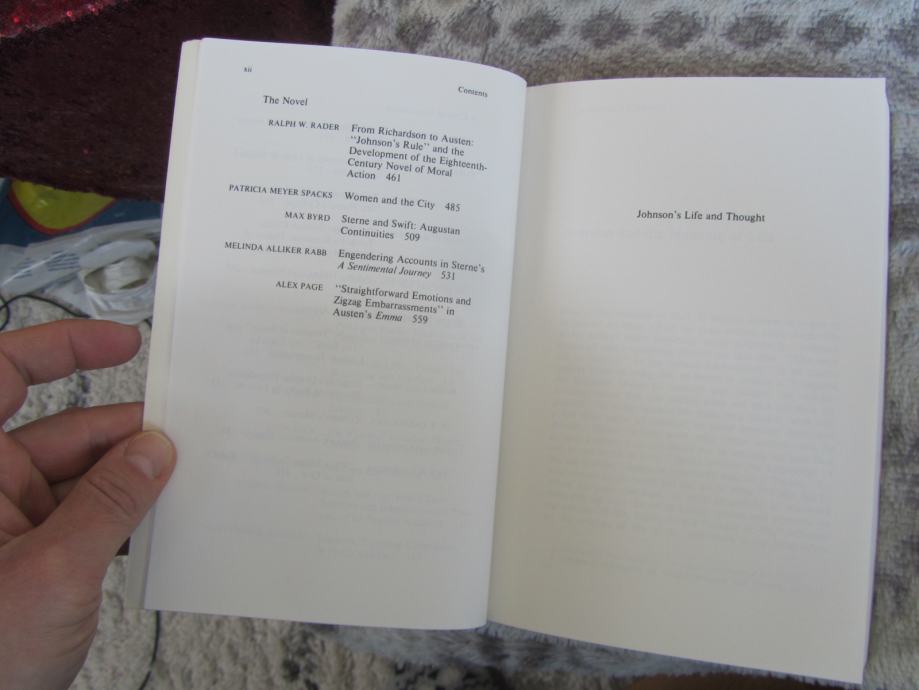 xii
Contents
The Novel
RALPH W. RADER From Richardson to Austen:
"Johnson's Rule" and the
Development of the Eighteenth-
Century Novel of Moral
Action 461
PATRICIA MEYER SPACKS Women and the City 485
MAX BYRD Sterne and Swift: Augustan
Continuities 509
MELINDA ALLIKER RABB Engendering Accounts in Sterne's
A Sentimental Journey 531
ALEX PAGE "Straightforward Emotions and
Zigzag Embarrassments" in
Austen's Emma 559
Johnson's Life and Thought